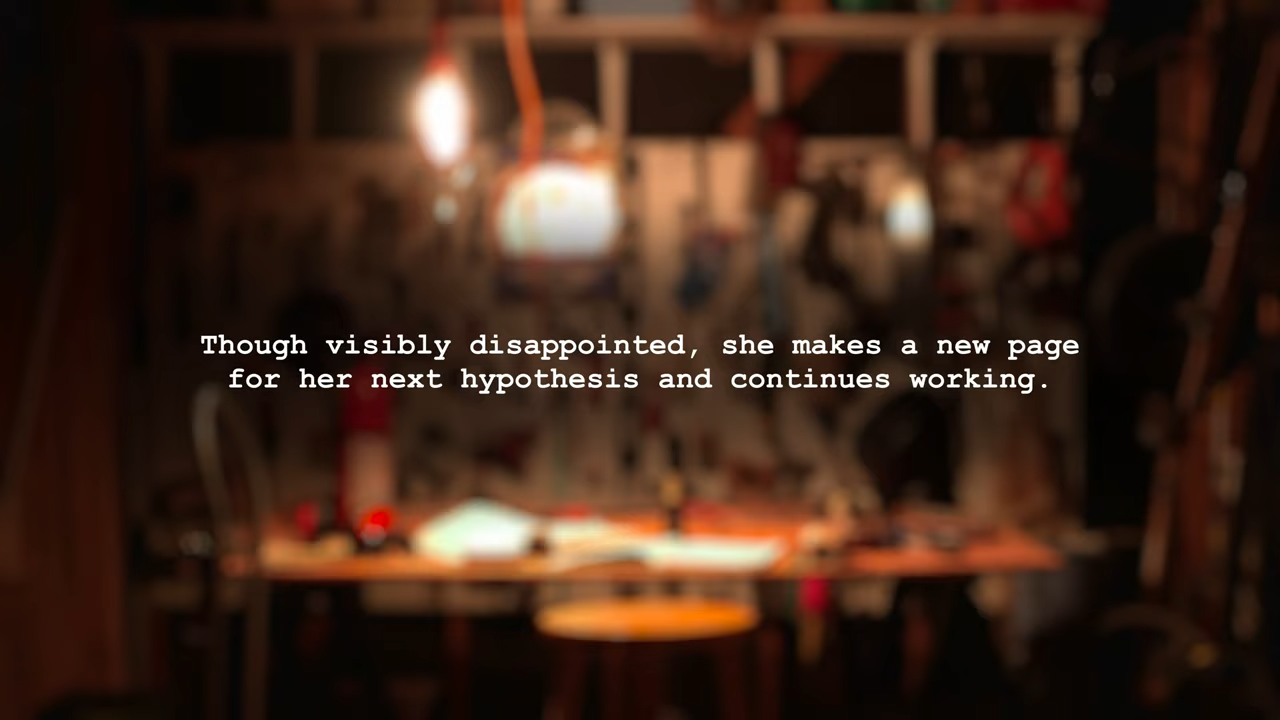 Though visibly disappointed, she makes a new page
for her next hypothesis and continues working.